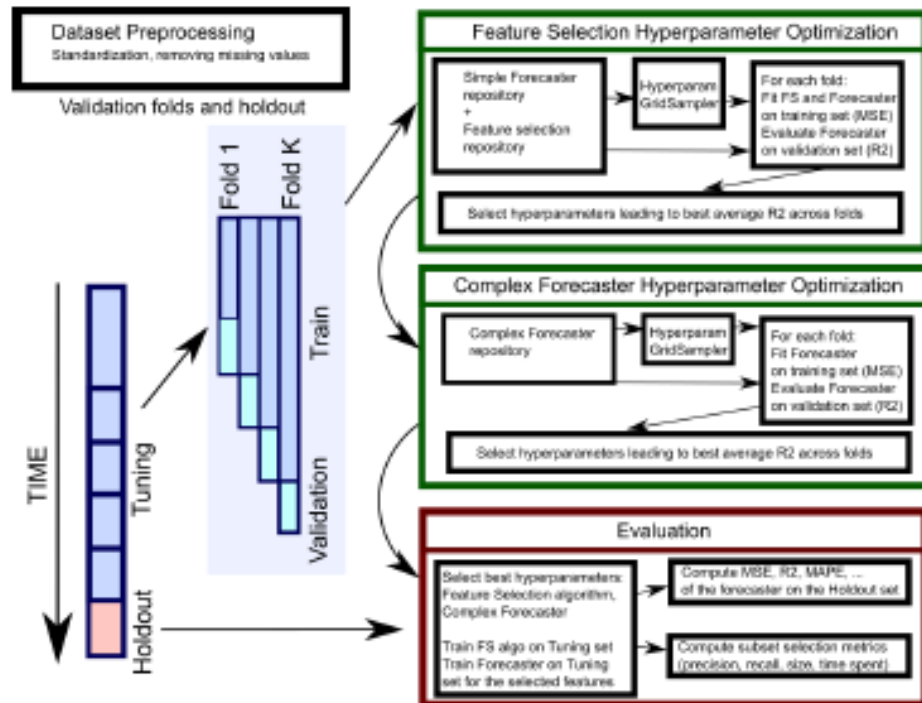 Dataset Preprocessing
Standardization, removing missing values
Validation folds and holdout
Fold 1
Fold K
Train
Validation
TIME
Tuning
Holdout
Feature Selection Hyperparameter Optimization
Simple Forecaster
repository
+
Feature selection
repository
Hyperparam
GridSampler
For each fold:
Fit FS and Forecaster
on training set (MSE)
Evaluate Forecaster
on validation set (R2)
Select hyperparameters leading to best average R2 across folds
Complex Forecaster Hyperparameter Optimization
Complex Forecaster
repository
Hyperparam
GridSampler
For each fold:
Fit Forecaster
on training set (MSE)
Evaluate Forecaster
on validation set (R2)
Select hyperparameters leading to best average R2 across folds
Evaluation
Select best hyperparameters:
Feature Selection algorithm,
Complex Forecaster
Train FS algo on Tuning set
Train Forecaster on Tuning
set for the selected features
Compute MSE, R2, MAPE, ...
of the forecaster on the Holdout set
Compute subset selection metrics
(precision, recall, size, time spent)